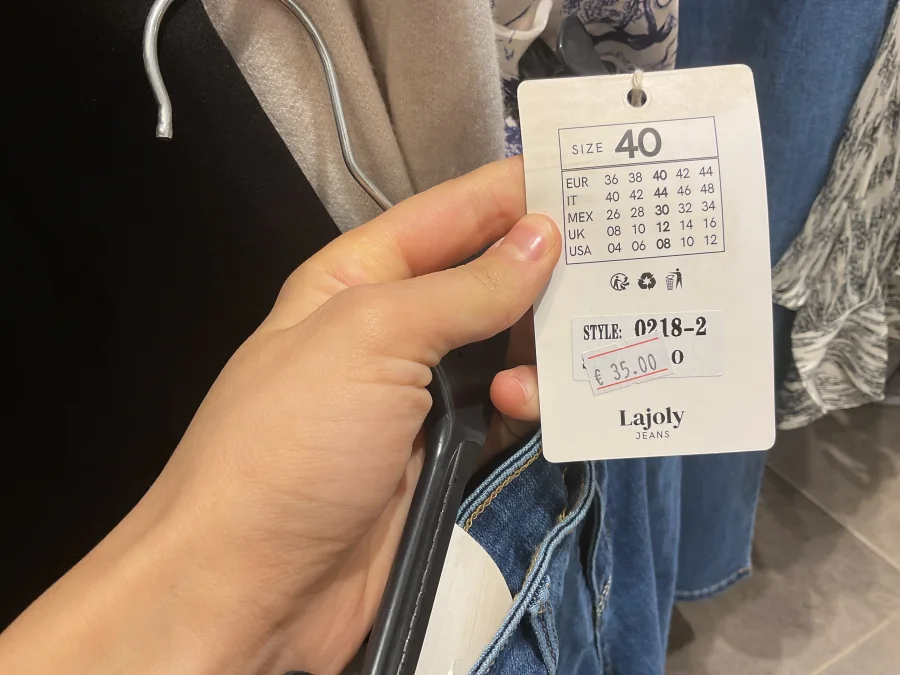 SIZE 40
EUR 36 38 40 42 44
IT 40 42 44 46 48
MEX 26 28 30 32 34
UK 08 10 12 14 16
USA 04 06 08 10 12
STYLE: 0218-2
€ 35.00
Lajoly
JEANS